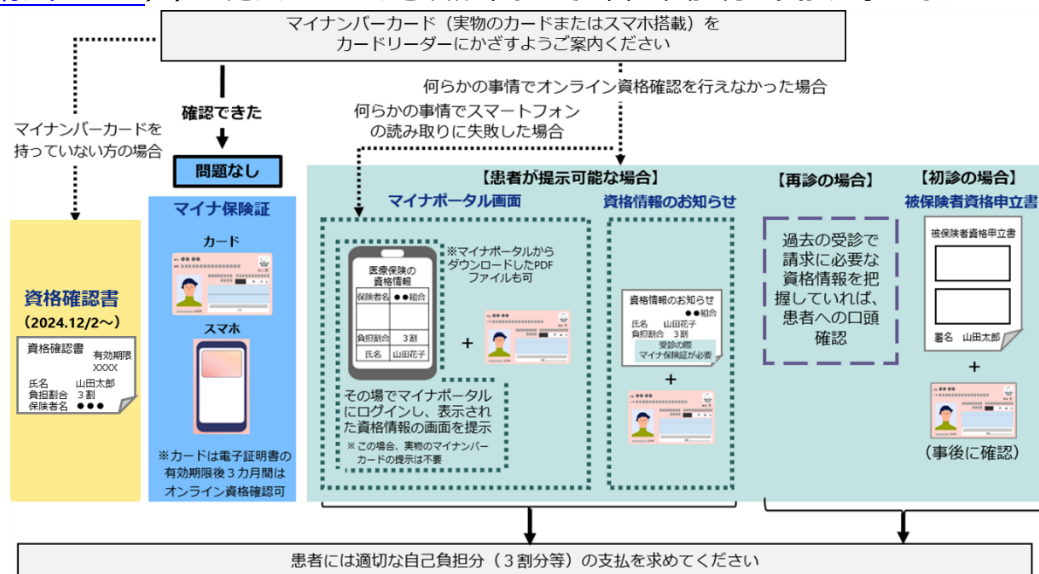 マイナンバーカード（実物のカードまたはスマホ搭載）を
カードリーダーにかざすようご案内ください
マイナンバーカードを
持っていない方の場合
確認できた
何らかの事情でオンライン資格確認を行えなかった場合
何らかの事情でスマートフォン
の読み取りに失敗した場合
資格確認書
（2024.12/2～）
資格確認書
有効期限
XXXX
氏名 山田太郎
負担割合 3割
保険者名 ●●●
問題なし
マイナ保険証
カード
スマホ
※カードは電子証明書の
有効期限後３カ月間は
オンライン資格確認可
【患者が提示可能な場合】
マイナポータル画面
医療保険の
資格情報
保険者名 ●●組合
負担割合 3割
氏名 山田花子
※マイナポータルから
ダウンロードしたPDF
ファイルも可
+
その場でマイナポータル
にログインし、表示され
た資格情報の画面を提示
※この場合、実物のマイナンバー
カードの提示は不要
資格情報のお知らせ
資格情報のお知らせ
●●組合
氏名 山田花子
負担割合 3割
受診の際
マイナ保険証が必要
+
【再診の場合】
過去の受診で
請求に必要な
資格情報を把
握していれば、
患者への口頭
確認
【初診の場合】
被保険者資格申立書
被保険者資格申立書
署名 山田太郎
+
（事後に確認）
患者には適切な自己負担分（３割分等）の支払を求めてください